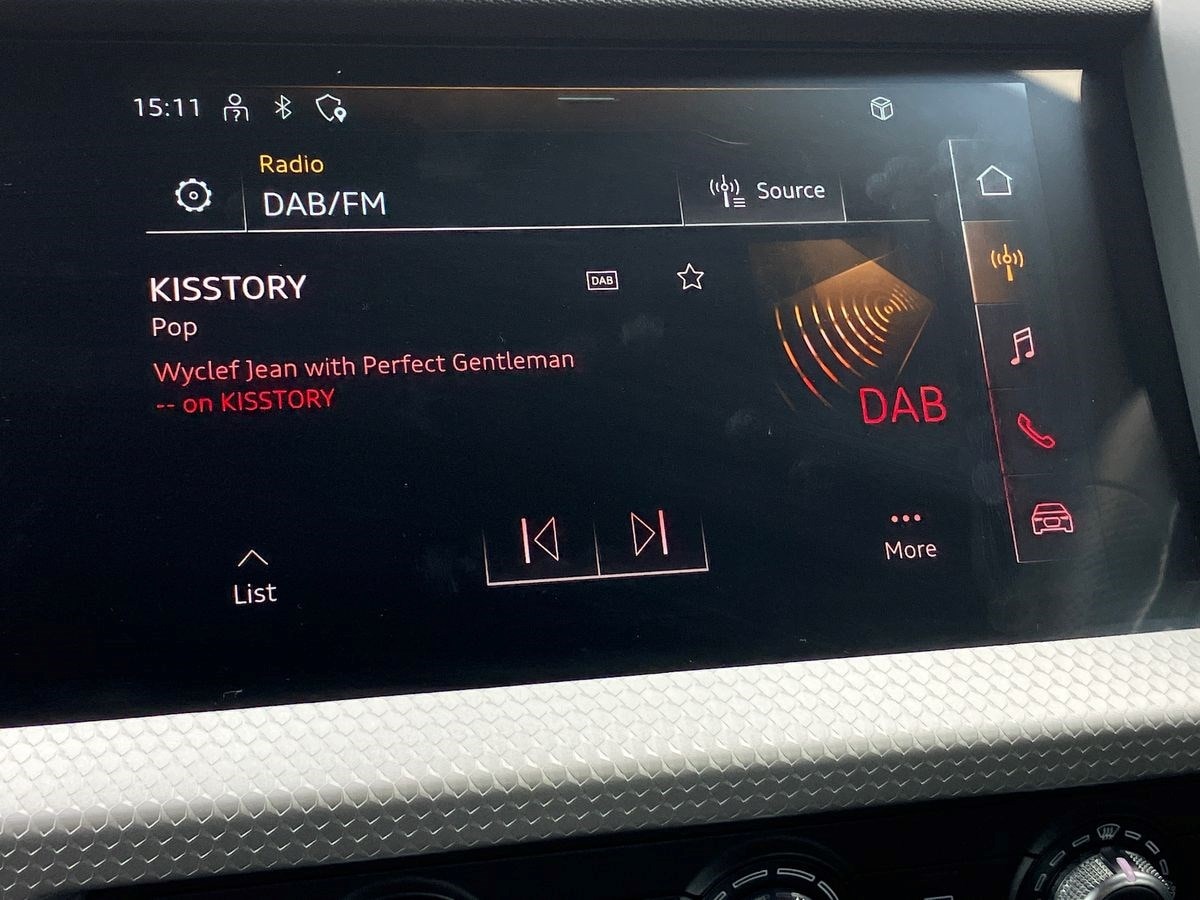 15:11
Radio
DAB/FM
Source
KISSTORY
DAB
Pop
Wyclef Jean with Perfect Gentleman
-- on KISSTORY
DAB
More
List